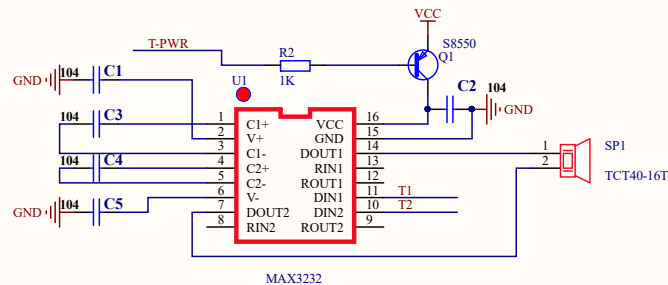 VCC
T-PWR
R2
S8550
Q1
1K
GND 104 C1
U1
C2 104
GND
104 C3
1 C1+ VCC 16
2 V+ GND 15
3 C1- DOUT1 14
104 C4
4 C2+ RIN1 13
5 C2- ROUT1 12
6 V- DIN1 11 T1
7 DOUT2 DIN2 10 T2
8 RIN2 ROUT2 9
GND 104 C5
1
2
SP1
TCT40-16T
MAX3232